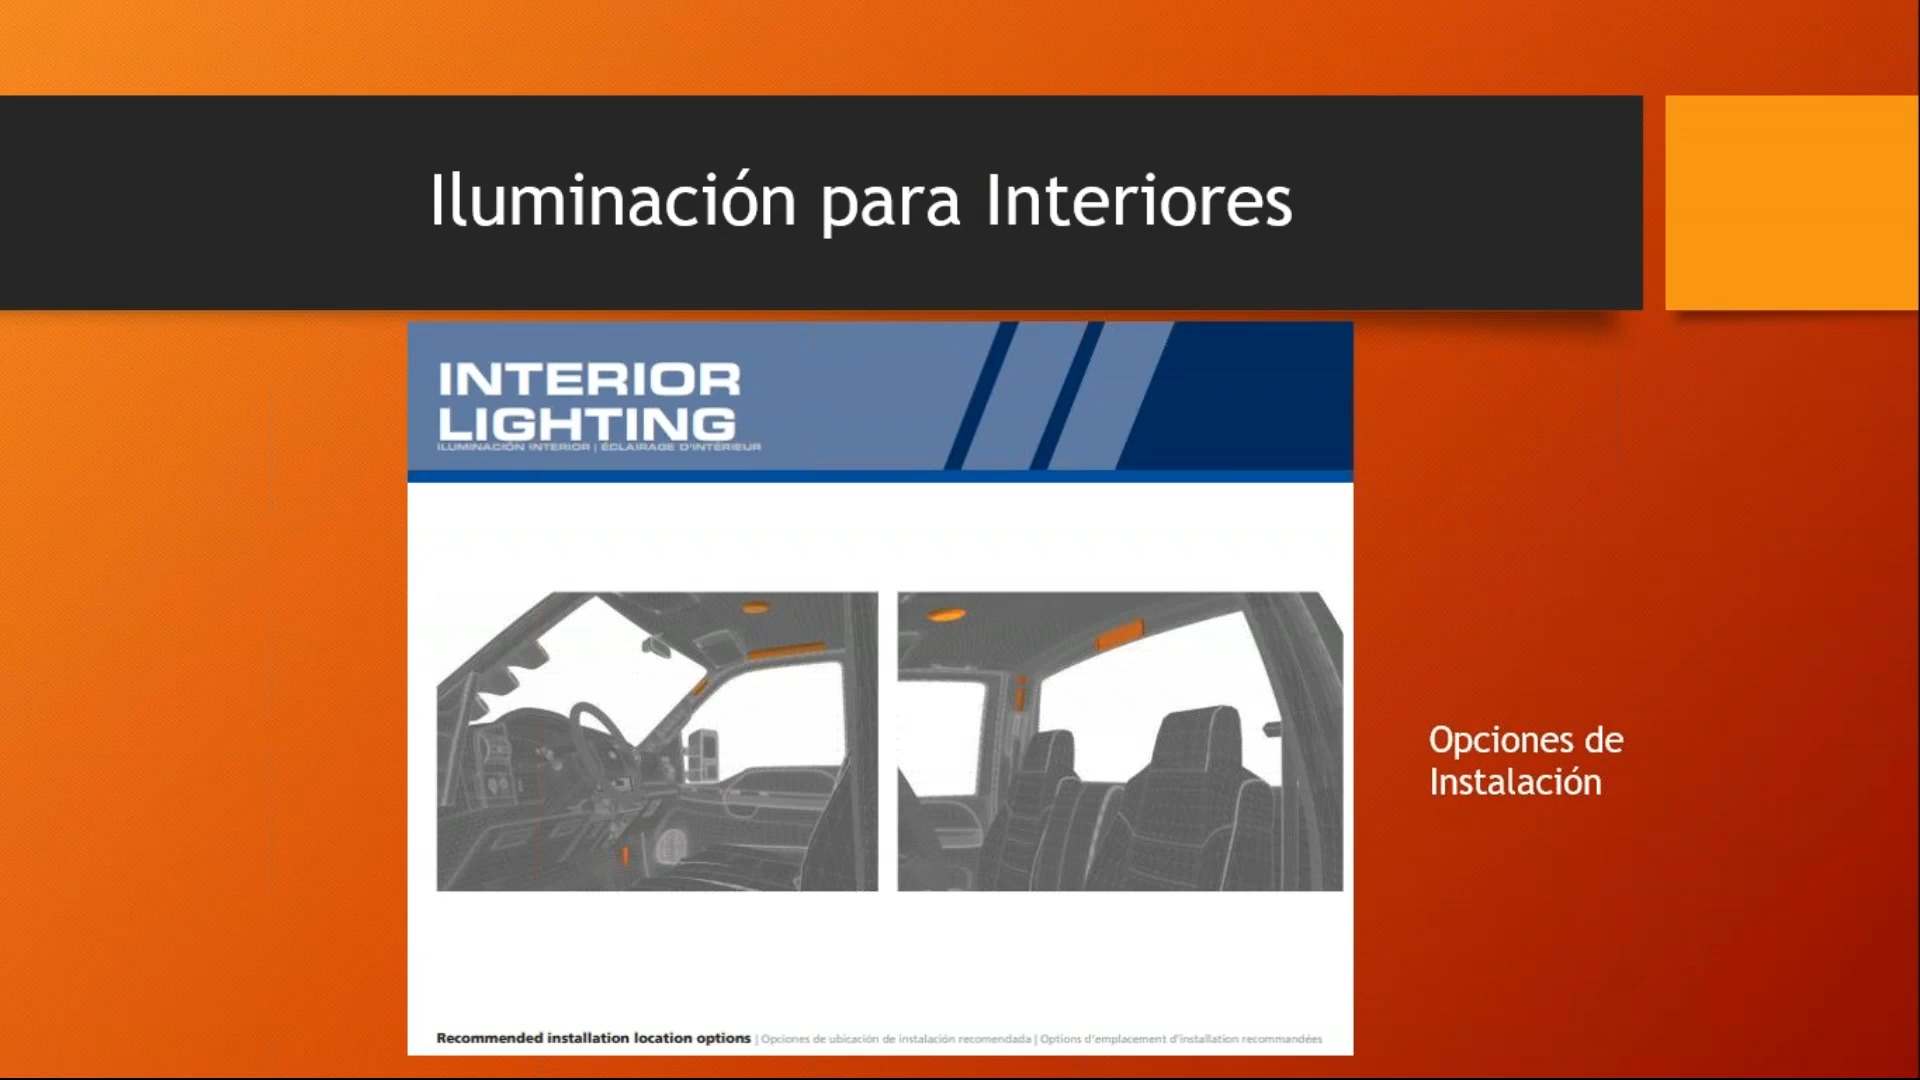 Iluminación para Interiores
INTERIOR
LIGHTING
ILUMINACIÓN INTERIOR | ÉCLAIRAGE D'INTÉRIEUR
Opciones de
Instalación
Recommended installation location options | Opciones de ubicación de instalación recomendada | Options d'emplacement d'installation recommandées